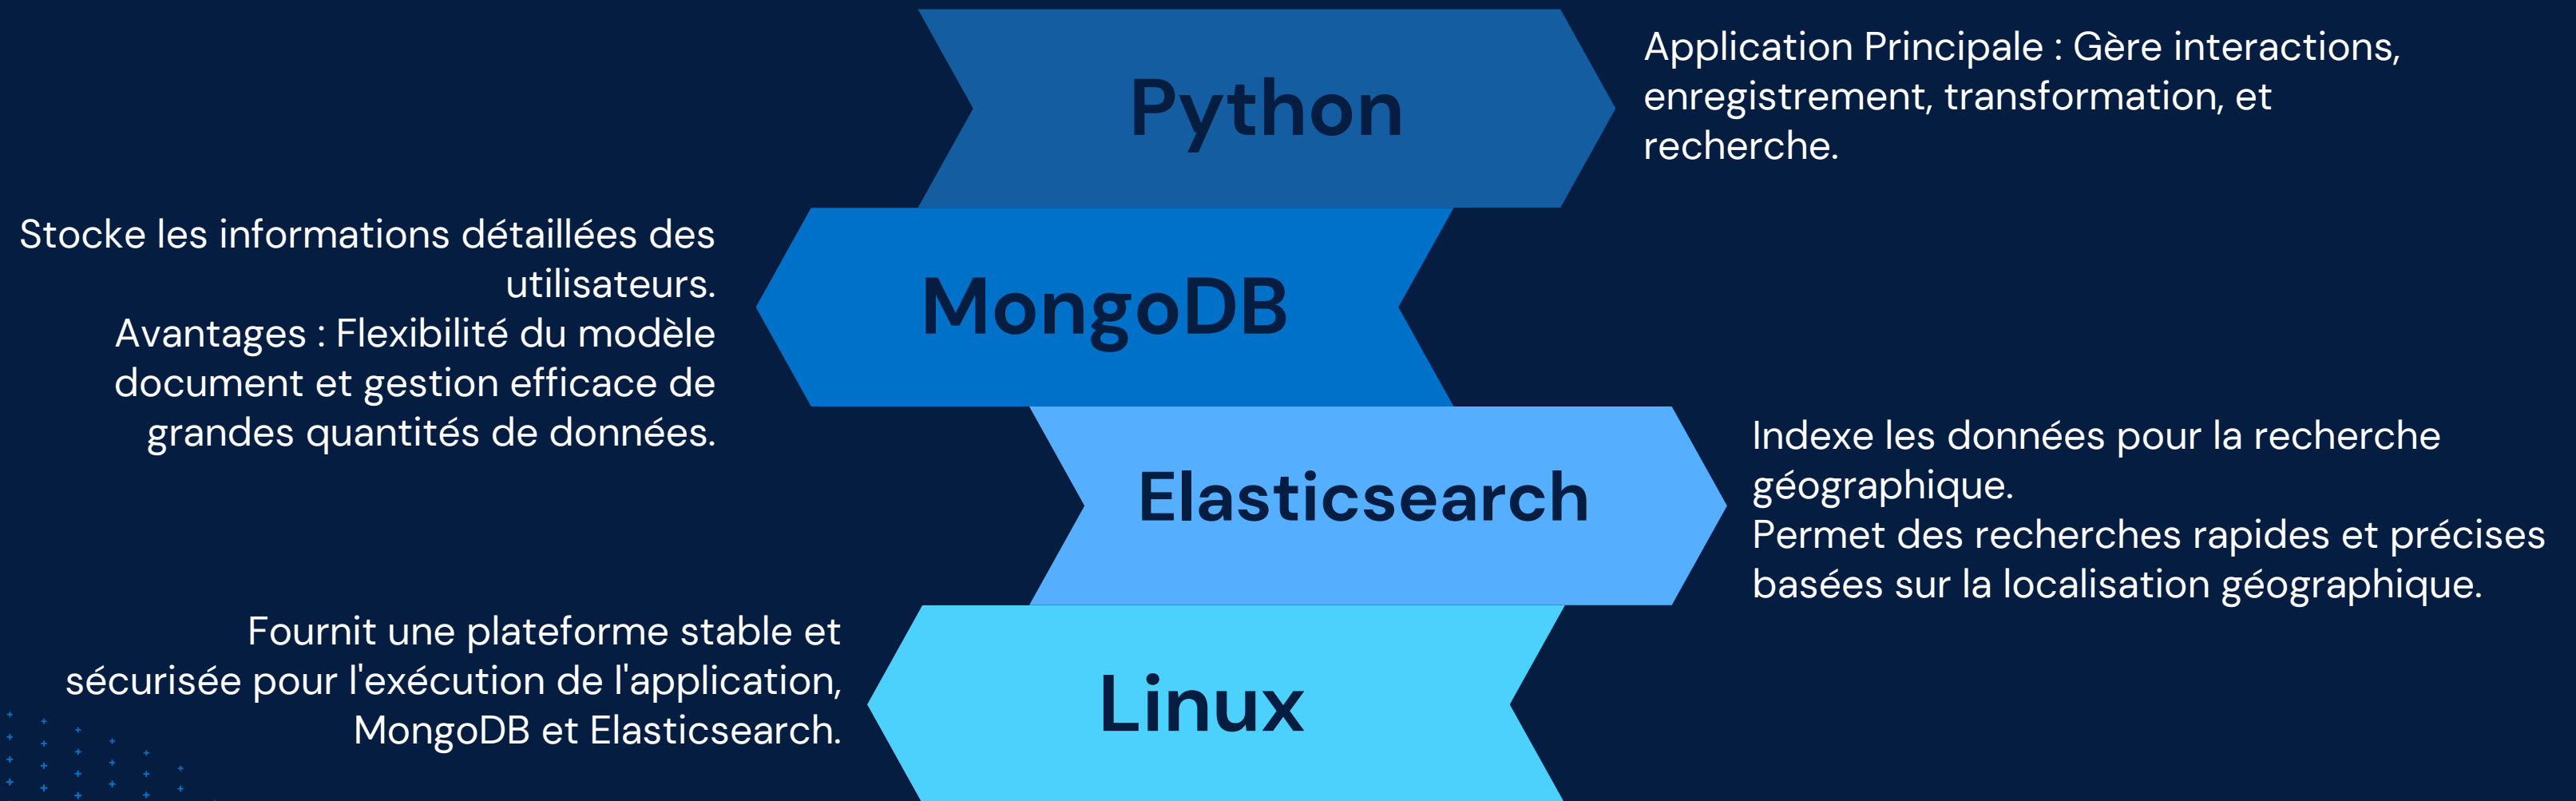 Python
Application Principale : Gère interactions,
enregistrement, transformation, et
recherche.
Stocke les informations détaillées des
utilisateurs.
Avantages : Flexibilité du modèle
document et gestion efficace de
grandes quantités de données.
MongoDB
Elasticsearch
Indexe les données pour la recherche
géographique.
Permet des recherches rapides et précises
basées sur la localisation géographique.
Fournit une plateforme stable et
sécurisée pour l'exécution de l'application,
MongoDB et Elasticsearch.
Linux